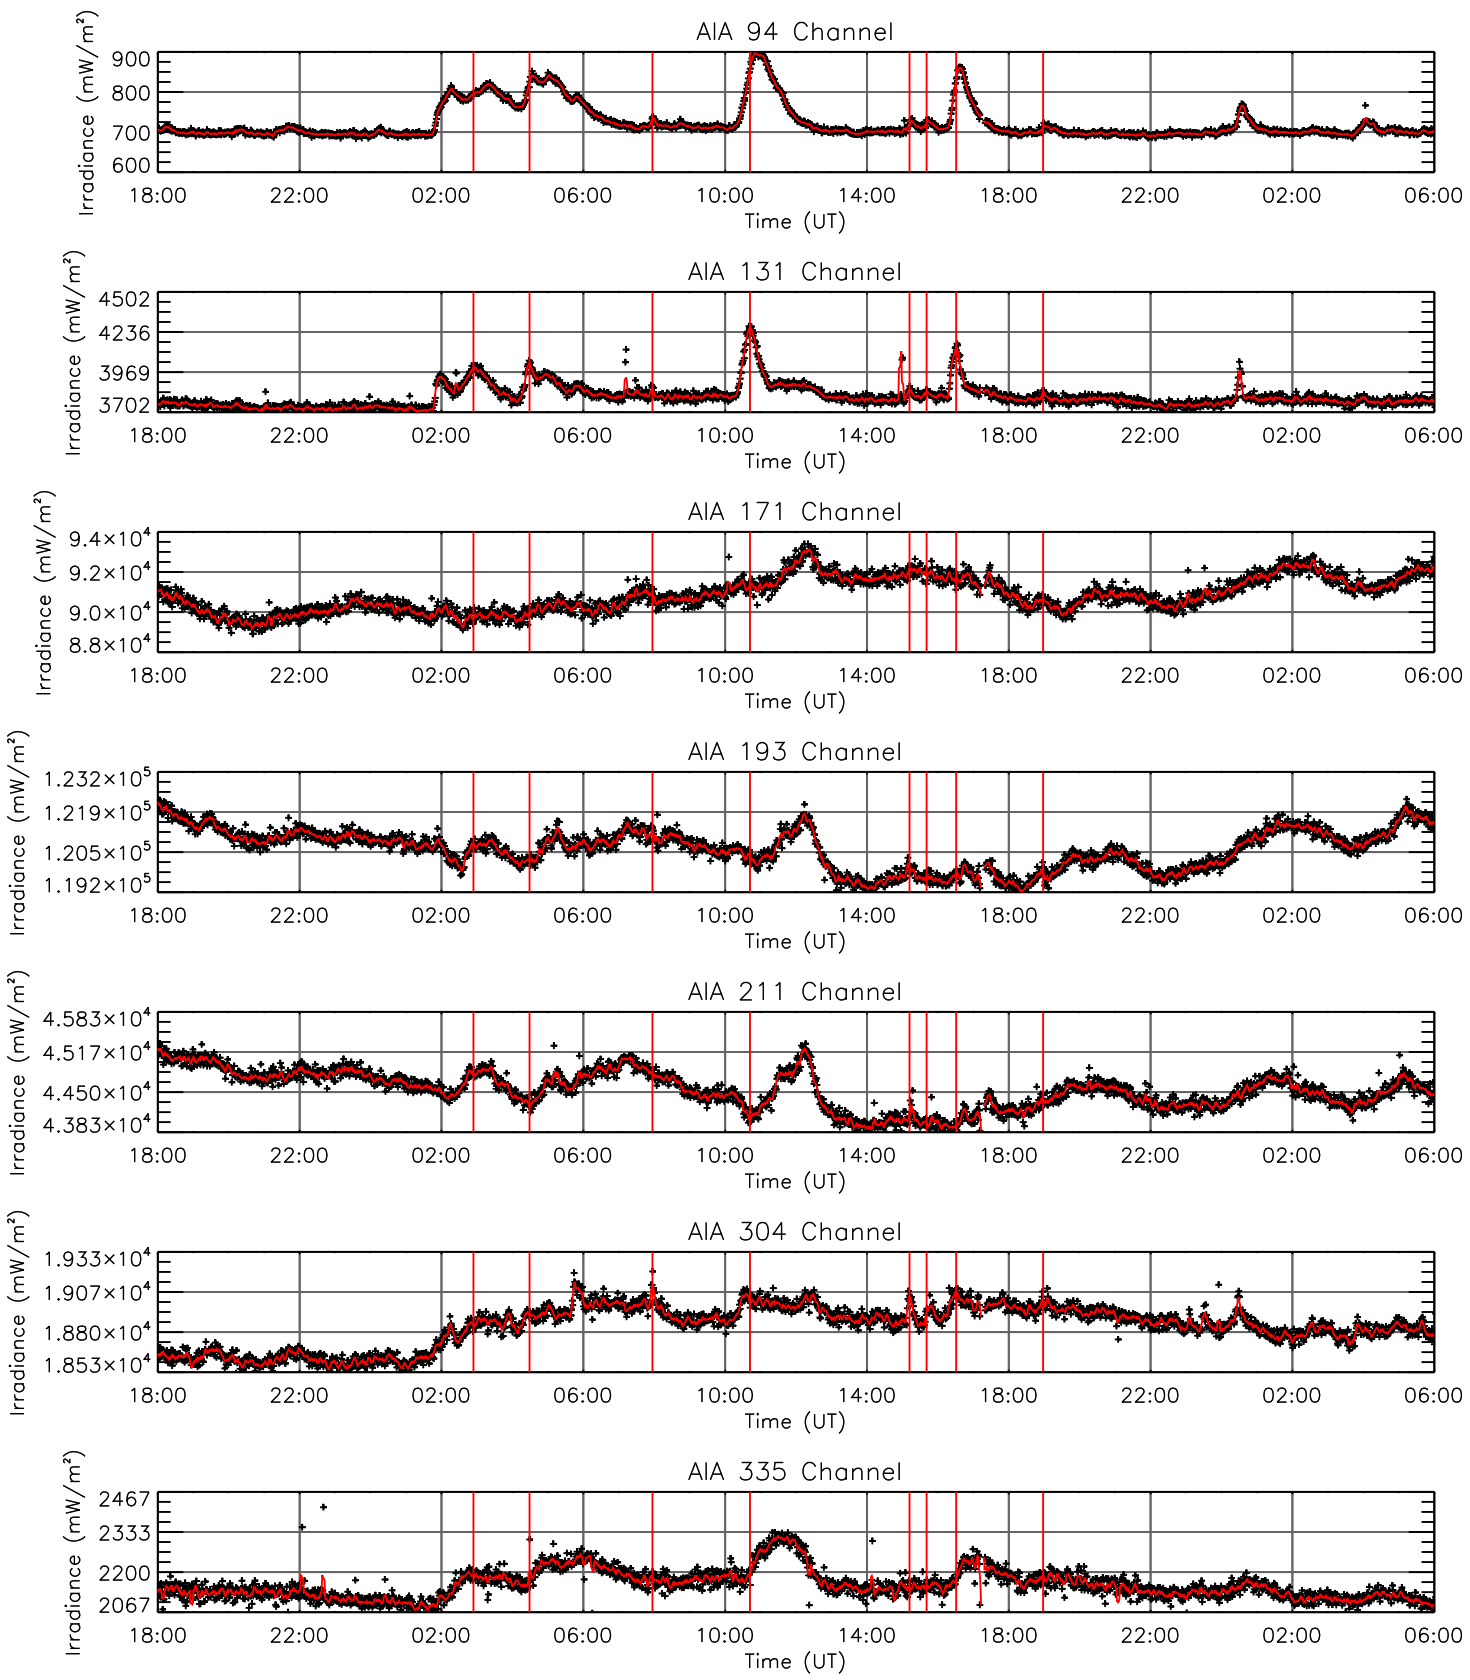 AIA 94 Channel
Irradiance (mW/m²)
900
800
700
600
18:00 22:00 02:00 06:00 10:00 14:00 18:00 22:00 02:00 06:00
Time (UT)
AIA 131 Channel
Irradiance (mW/m²)
4502
4236
3969
3702
18:00 22:00 02:00 06:00 10:00 14:00 18:00 22:00 02:00 06:00
Time (UT)
AIA 171 Channel
Irradiance (mW/m²)
9.4×10⁴
9.2×10⁴
9.0×10⁴
8.8×10⁴
18:00 22:00 02:00 06:00 10:00 14:00 18:00 22:00 02:00 06:00
Time (UT)
AIA 193 Channel
Irradiance (mW/m²)
1.232×10⁵
1.219×10⁵
1.205×10⁵
1.192×10⁵
18:00 22:00 02:00 06:00 10:00 14:00 18:00 22:00 02:00 06:00
Time (UT)
AIA 211 Channel
Irradiance (mW/m²)
4.583×10⁴
4.517×10⁴
4.450×10⁴
4.383×10⁴
18:00 22:00 02:00 06:00 10:00 14:00 18:00 22:00 02:00 06:00
Time (UT)
AIA 304 Channel
Irradiance (mW/m²)
1.933×10⁴
1.907×10⁴
1.880×10⁴
1.853×10⁴
18:00 22:00 02:00 06:00 10:00 14:00 18:00 22:00 02:00 06:00
Time (UT)
AIA 335 Channel
Irradiance (mW/m²)
2467
2333
2200
2067
18:00 22:00 02:00 06:00 10:00 14:00 18:00 22:00 02:00 06:00
Time (UT)